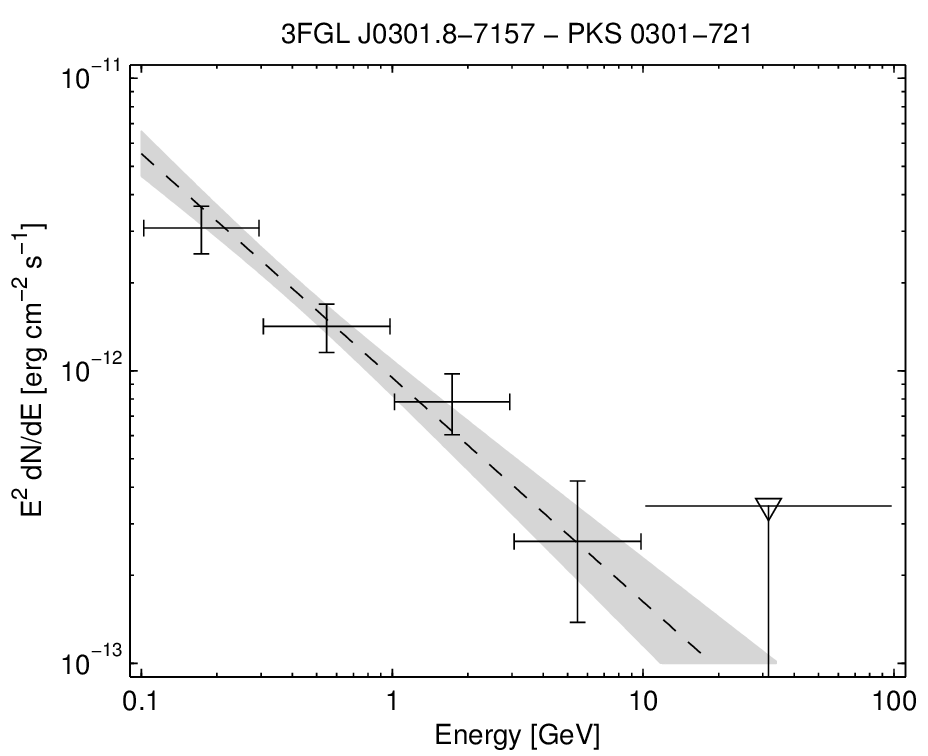 3FGL J0301.8−7157 − PKS 0301−721
10⁻¹¹
10⁻¹²
10⁻¹³
E² dN/dE [erg cm⁻² s⁻¹]
0.1 1 10 100
Energy [GeV]